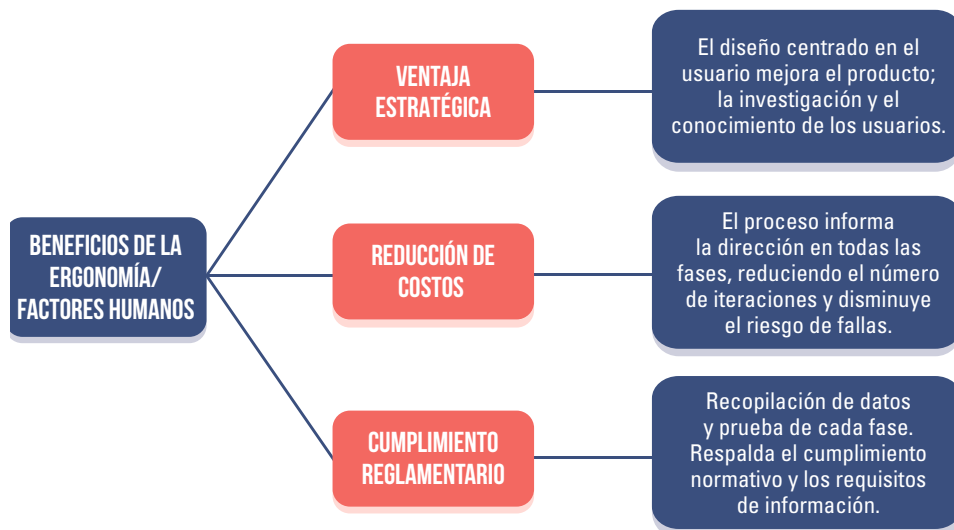 BENEFICIOS DE LA
ERGONOMÍA/
FACTORES HUMANOS
VENTAJA
ESTRATÉGICA
El diseño centrado en el
usuario mejora el producto;
la investigación y el
conocimiento de los usuarios.
REDUCCIÓN DE
COSTOS
El proceso informa
la dirección en todas las
fases, reduciendo el número
de iteraciones y disminuye
el riesgo de fallas.
CUMPLIMIENTO
REGLAMENTARIO
Recopilación de datos
y prueba de cada fase.
Respalda el cumplimiento
normativo y los requisitos
de información.